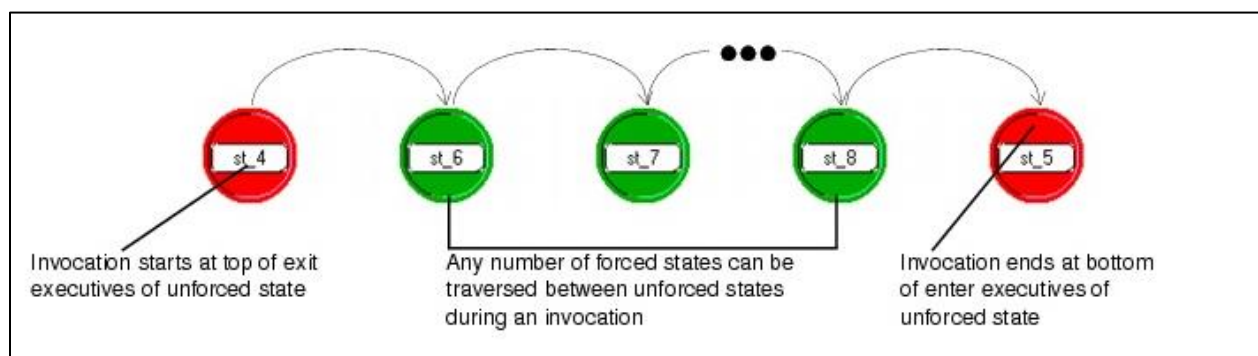 st_4
st_6
st_7
st_8
st_5
Invocation starts at top of exit
executives of unforced state
Any number of forced states can be
traversed between unforced states
during an invocation
Invocation ends at bottom
of enter executives of
unforced state